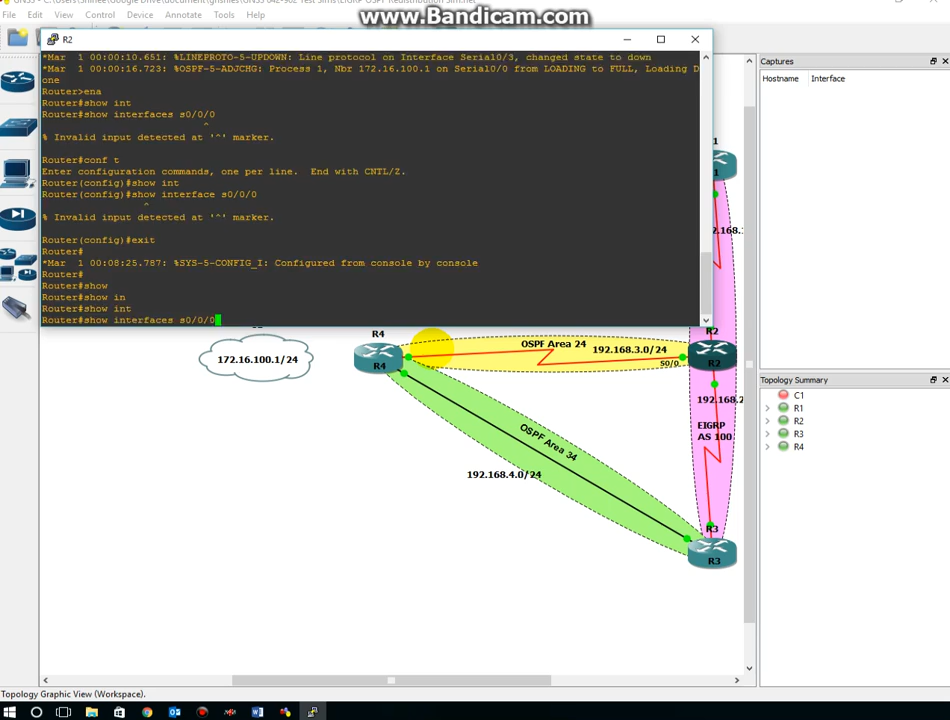 www.Bandicam.com
File Edit View Control Device Annotate Tools Help
R2
*Mar  1 00:00:10.651: %LINEPROTO-5-UPDOWN: Line protocol on Interface Serial0/3, changed state to down
*Mar  1 00:00:16.723: %OSPF-5-ADJCHG: Process 1, Nbr 172.16.100.1 on Serial0/0 from LOADING to FULL, Loading D
one
Router>ena
Router#show int
Router#show interfaces s0/0/0
^
% Invalid input detected at '^' marker.
Router#conf t
Enter configuration commands, one per line.  End with CNTL/Z.
Router(config)#show int
Router(config)#show interface s0/0/0
^
% Invalid input detected at '^' marker.
Router(config)#exit
Router#
*Mar  1 00:08:25.787: %SYS-5-CONFIG_I: Configured from console by console
Router#
Router#show
Router#show in
Router#show int
Router#show interfaces s0/0/0
172.16.100.1/24
R4
R4
OSPF Area 24
192.168.3.0/24
s0/0
R2
R2
192.168.2
EIGRP
AS 100
OSPF Area 34
192.168.4.0/24
R3
R3
Captures
Hostname Interface
Topology Summary
C1
R1
R2
R3
R4
Topology Graphic View (Workspace).